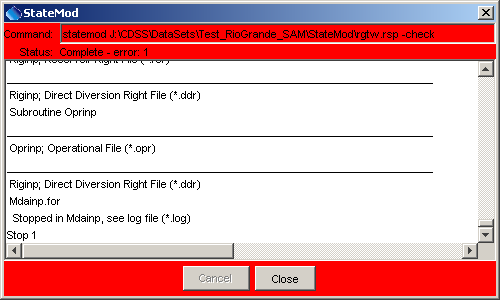 StateMod
Command: statemod J:\CDSS\DataSets\Test_RioGrande_SAM\StateMod\rgtw.rsp -check
Status: Complete - error: 1
Riginp; Reservoir Right File (*.rer)
Riginp; Direct Diversion Right File (*.ddr)
Subroutine Oprinp
Oprinp; Operational File (*.opr)
Riginp; Direct Diversion Right File (*.ddr)
Mdainp.for
Stopped in Mdainp, see log file (*.log)
Stop 1
Cancel
Close